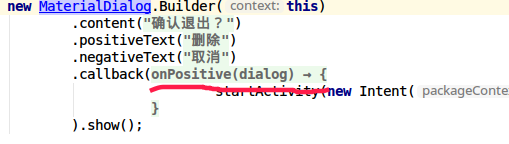 new MaterialDialog.Builder( context: this)
.content("确认退出？")
.positiveText("删除")
.negativeText("取消")
.callback(onPositive(dialog) → {
startActivity(new Intent( packageConte
}
).show();